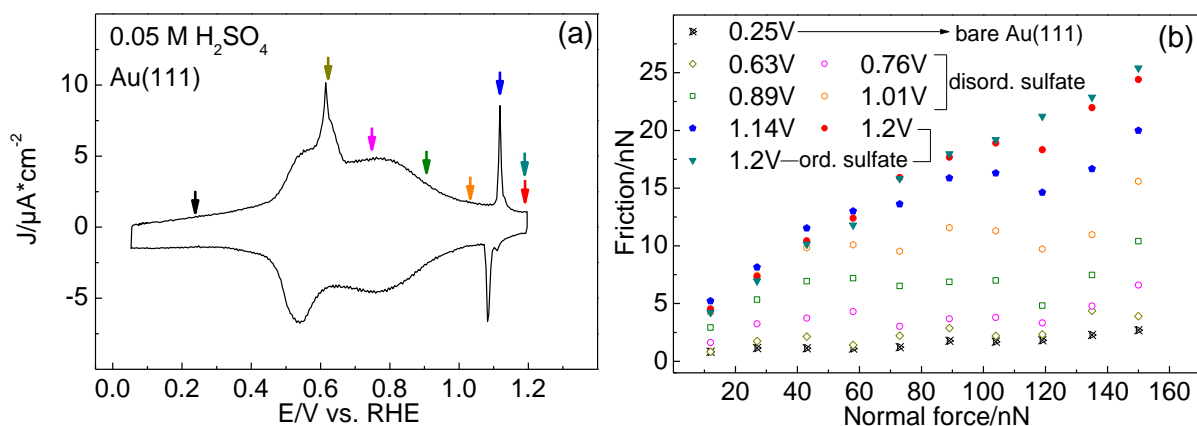 0.05 M H₂SO₄
(a)
Au(111)
10
5
0
-5
J/µA*cm⁻²
0.0 0.2 0.4 0.6 0.8 1.0 1.2
E/V vs. RHE
(b)
0.25V bare Au(111)
0.63V 0.76V
disord. sulfate
0.89V 1.01V
1.14V 1.2V
1.2V ord. sulfate
25
20
15
10
5
0
Friction/nN
20 40 60 80 100 120 140 160
Normal force/nN